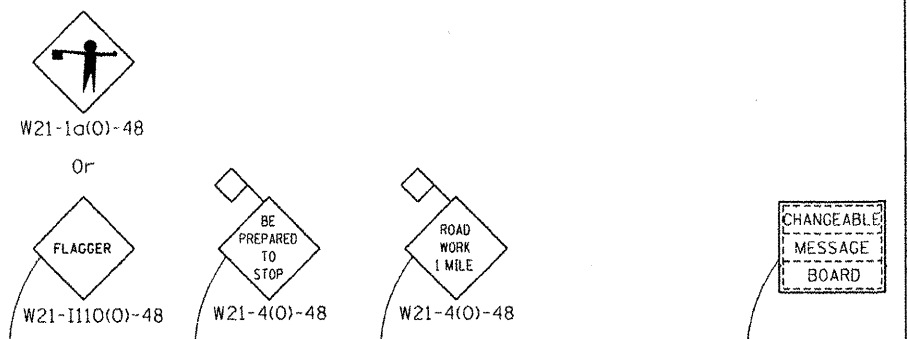 W21-1a(O)-48
Or
FLAGGER
W21-I110(O)-48
BE
PREPARED
TO
STOP
W21-4(O)-48
ROAD
WORK
1 MILE
W21-4(O)-48
CHANGEABLE
MESSAGE
BOARD